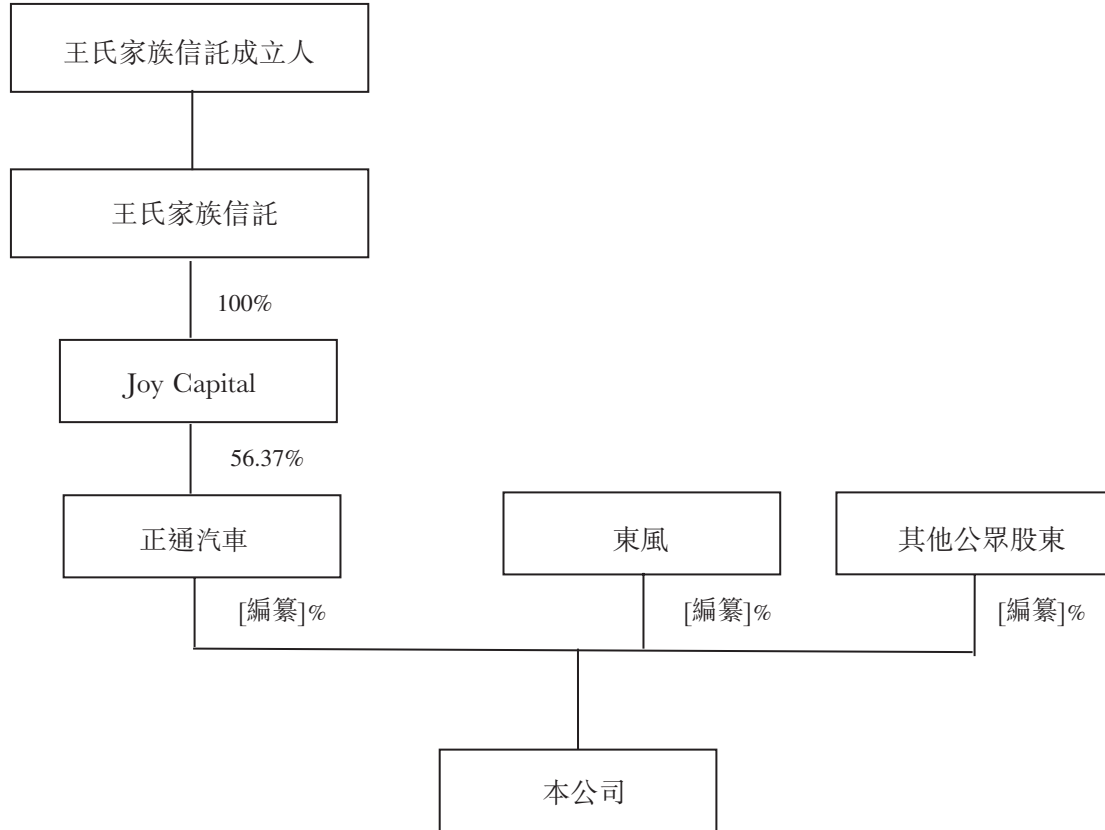 王氏家族信託成立人
王氏家族信託
100%
Joy Capital
56.37%
正通汽車
東風
其他公眾股東
[編纂]%
[編纂]%
[編纂]%
本公司